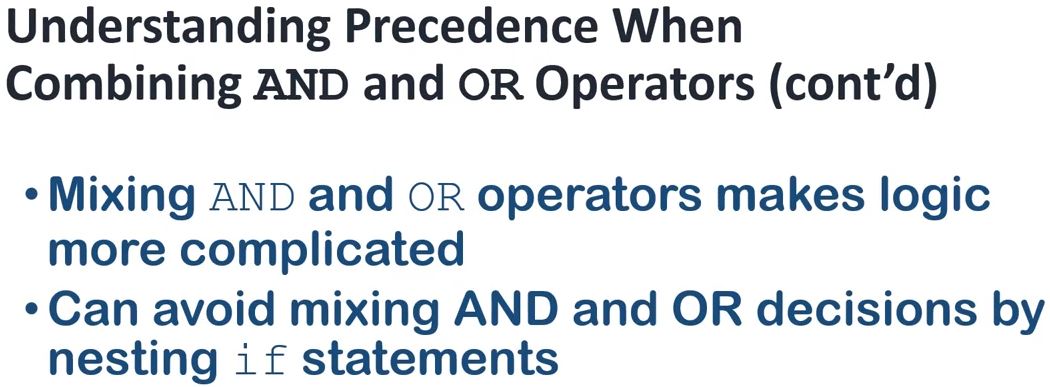 Understanding Precedence When
Combining AND and OR Operators (cont’d)
• Mixing AND and OR operators makes logic
more complicated
• Can avoid mixing AND and OR decisions by
nesting if statements